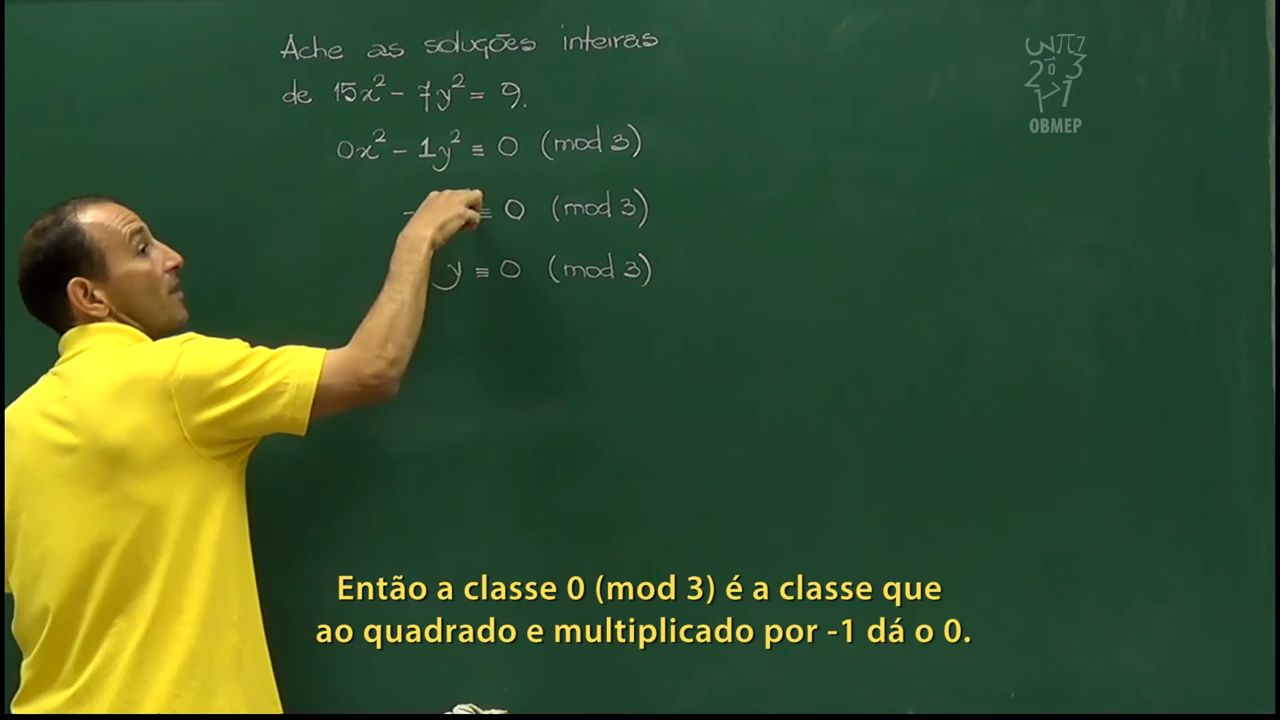 Ache as soluções inteiras
de 15x² - 7y² = 9.
0x² - 1y² ≡ 0 (mod 3)
- ≡ 0 (mod 3)
y ≡ 0 (mod 3)
OBMEP
Então a classe 0 (mod 3) é a classe que
ao quadrado e multiplicado por -1 dá o 0.